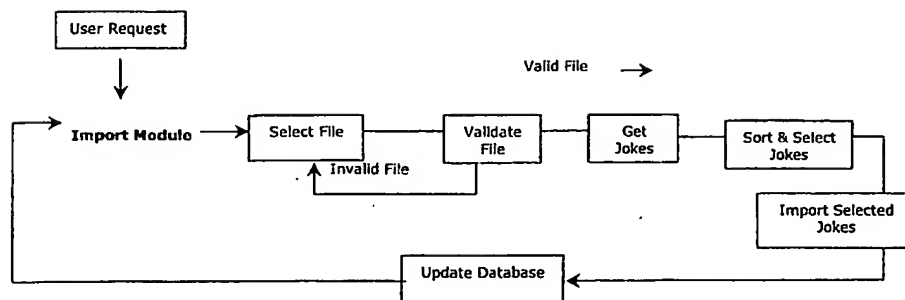 User Request
Valid File
Import Modulo
Select File
Validate
File
Get
Jokes
Sort & Select
Jokes
Invalid File
Import Selected
Jokes
Update Database